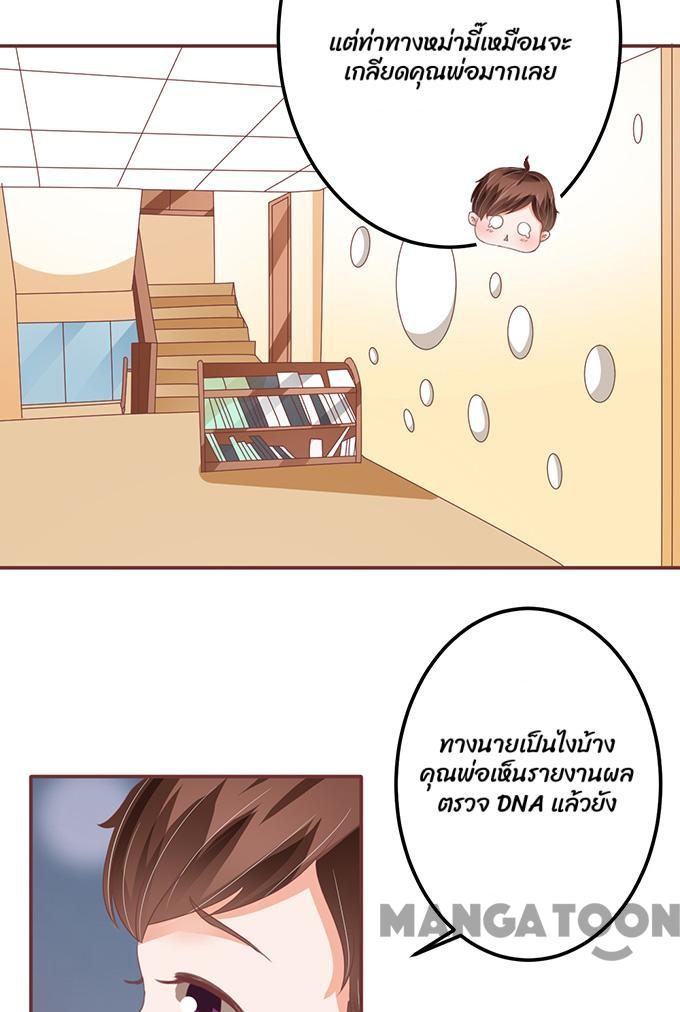 แต่ท่าทางหม่ามี๊เหมือนจะ
เกลียดคุณพ่อมากเลย
ทางนายเป็นไงบ้าง
คุณพ่อเห็นรายงานผล
ตรวจ DNA แล้วยัง
MANGATOON